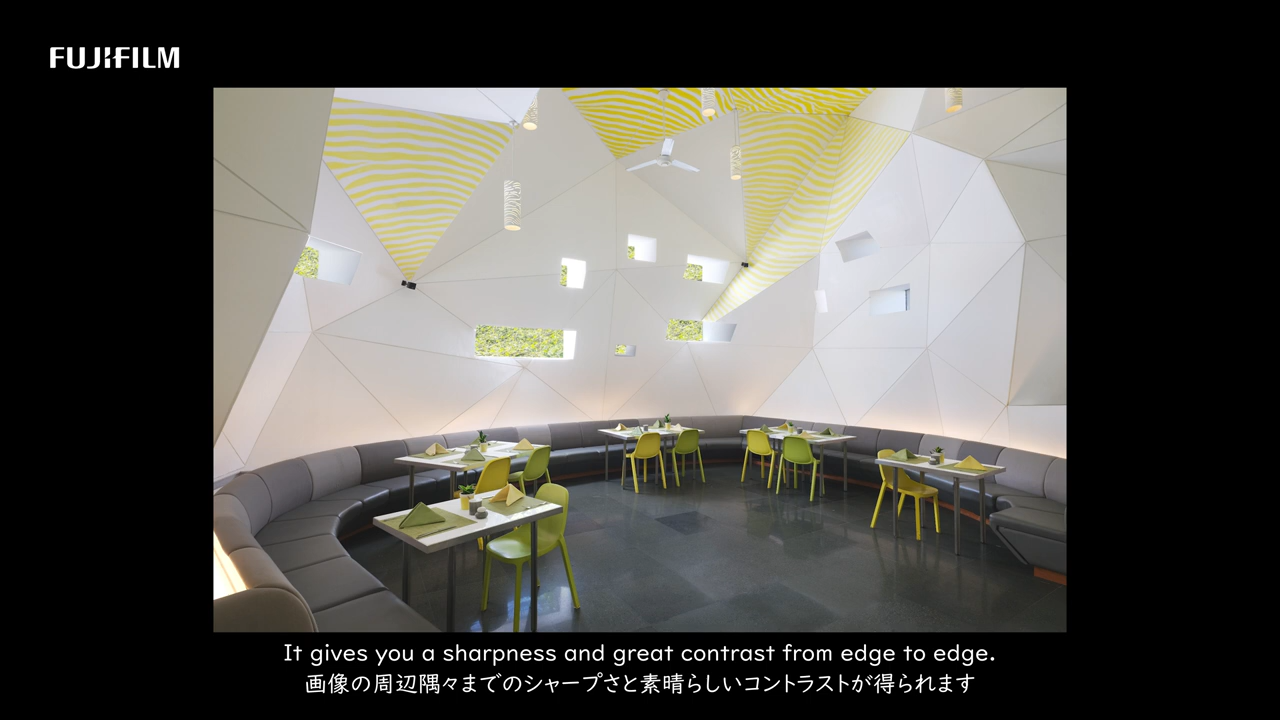 FUJIFILM
It gives you a sharpness and great contrast from edge to edge.
画像の周辺隅々までのシャープさと素晴らしいコントラストが得られます